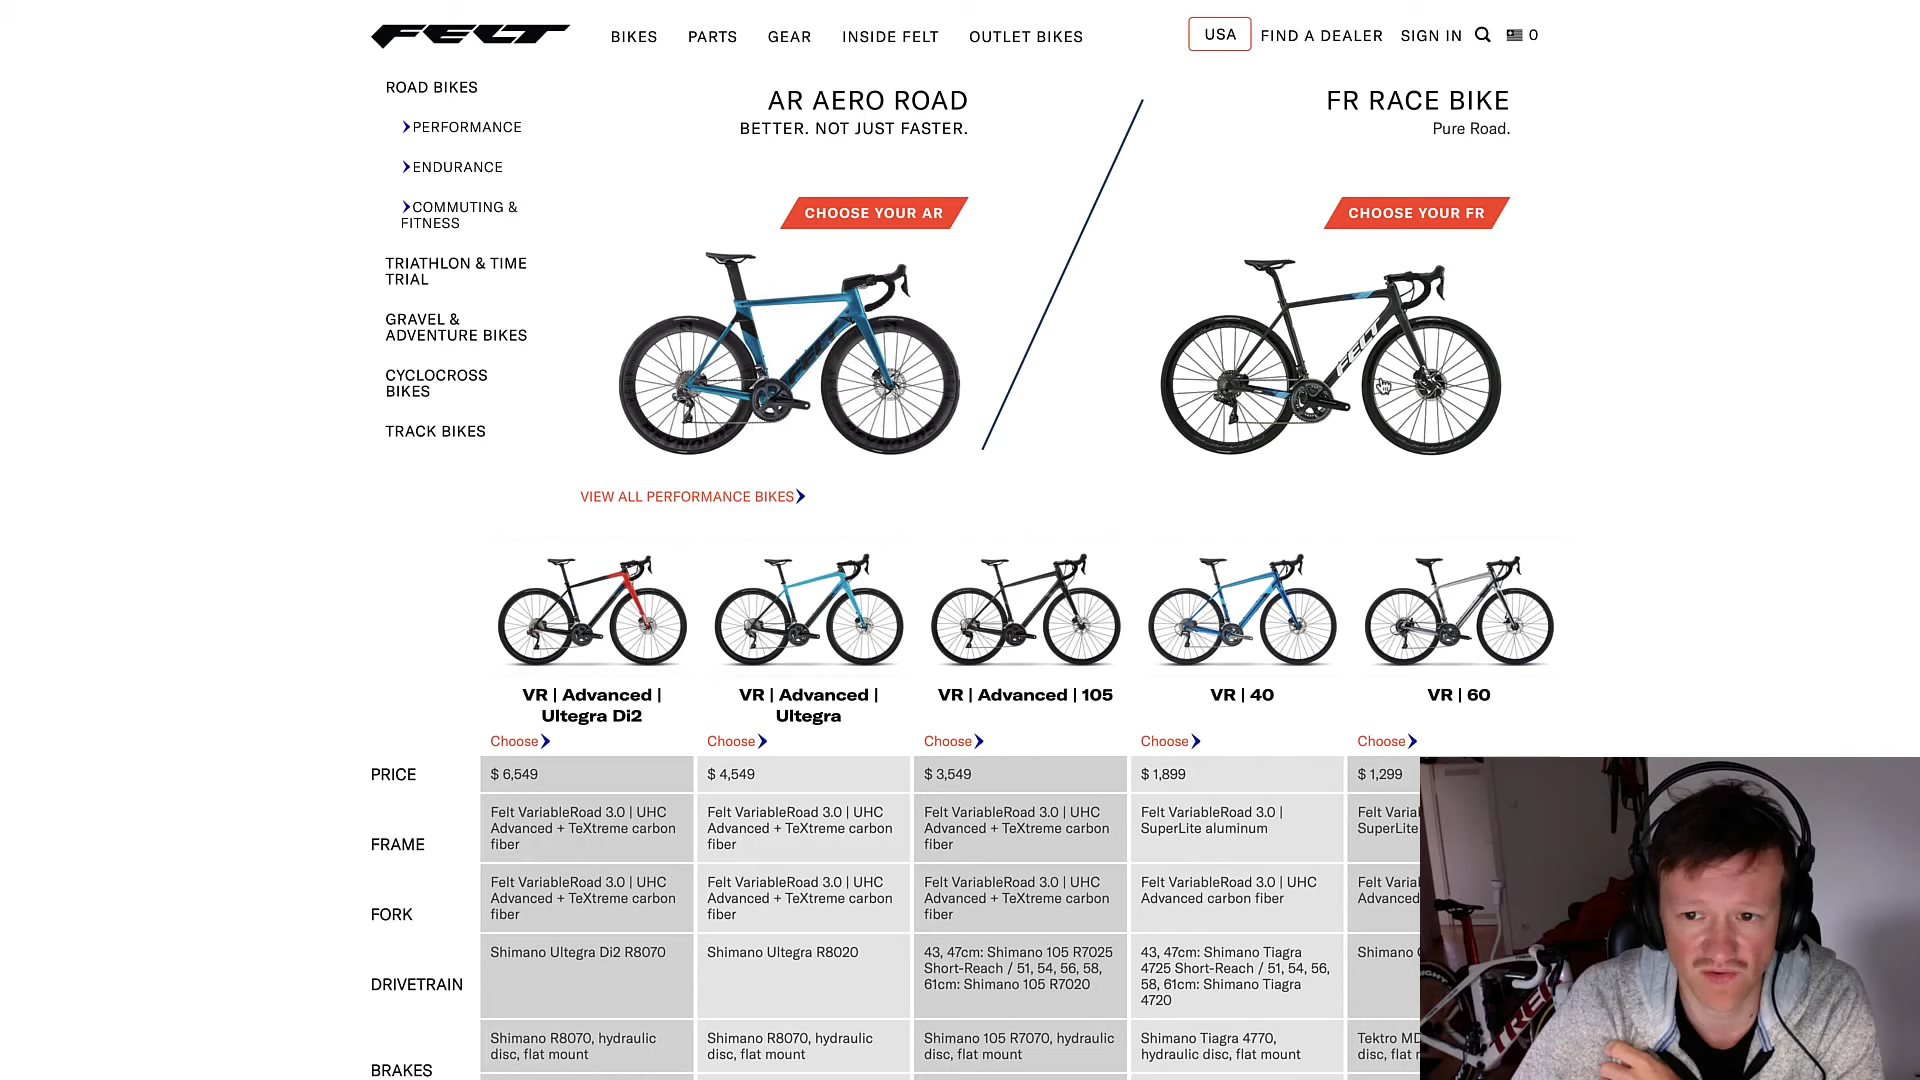 FELT
BIKES PARTS GEAR INSIDE FELT OUTLET BIKES
USA FIND A DEALER SIGN IN 0
ROAD BIKES
PERFORMANCE
ENDURANCE
COMMUTING &
FITNESS
TRIATHLON & TIME
TRIAL
GRAVEL &
ADVENTURE BIKES
CYCLOCROSS
BIKES
TRACK BIKES
AR AERO ROAD
BETTER. NOT JUST FASTER.
CHOOSE YOUR AR
FR RACE BIKE
Pure Road.
CHOOSE YOUR FR
FELT
VIEW ALL PERFORMANCE BIKES
VR | Advanced |
Ultegra Di2
Choose
VR | Advanced |
Ultegra
Choose
VR | Advanced | 105
Choose
VR | 40
Choose
VR | 60
Choose
PRICE
$ 6,549
$ 4,549
$ 3,549
$ 1,899
$ 1,299
FRAME
Felt VariableRoad 3.0 | UHC
Advanced + TeXtreme carbon
fiber
Felt VariableRoad 3.0 | UHC
Advanced + TeXtreme carbon
fiber
Felt VariableRoad 3.0 | UHC
Advanced + TeXtreme carbon
fiber
Felt VariableRoad 3.0 |
SuperLite aluminum
Felt
SuperLite
FORK
Felt VariableRoad 3.0 | UHC
Advanced + TeXtreme carbon
fiber
Felt VariableRoad 3.0 | UHC
Advanced + TeXtreme carbon
fiber
Felt VariableRoad 3.0 | UHC
Advanced + TeXtreme carbon
fiber
Felt VariableRoad 3.0 | UHC
Advanced carbon fiber
Felt
Advanced
DRIVETRAIN
Shimano Ultegra Di2 R8070
Shimano Ultegra R8020
43, 47cm: Shimano 105 R7025
Short-Reach / 51, 54, 56, 58,
61cm: Shimano 105 R7020
43, 47cm: Shimano Tiagra
4725 Short-Reach / 51, 54, 56,
58, 61cm: Shimano Tiagra
4720
Shimano
BRAKES
Shimano R8070, hydraulic
disc, flat mount
Shimano R8070, hydraulic
disc, flat mount
Shimano 105 R7070, hydraulic
disc, flat mount
Shimano Tiagra 4770,
hydraulic disc, flat mount
Tektro
disc,
TREK